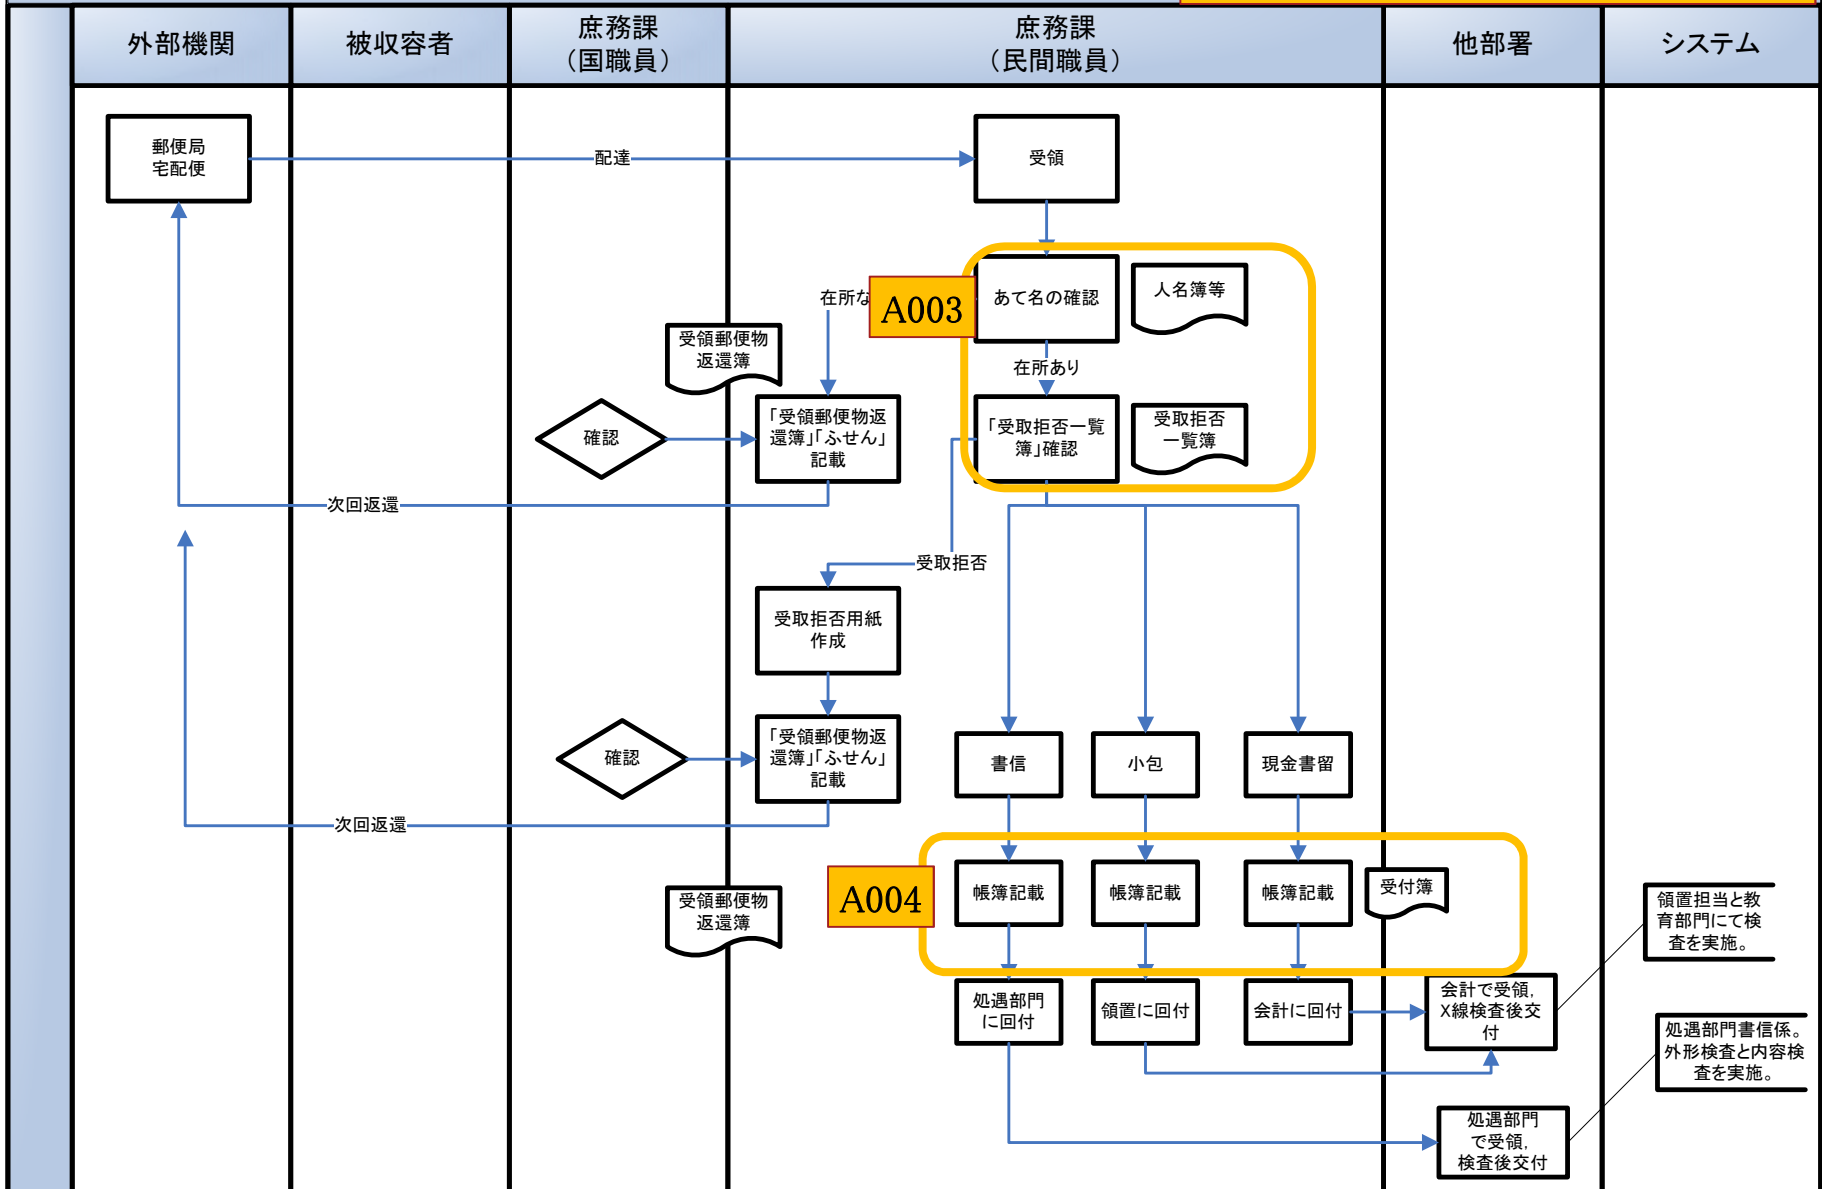 外部機関
被収容者
庶務課
（国職員）
庶務課
（民間職員）
他部署
システム
郵便局
宅配便
配達
受領
在所な
A003
あて名の確認
人名簿等
受領郵便物
返還簿
在所あり
確認
「受領郵便物返
還簿」「ふせん」
記載
「受取拒否一覧
簿」確認
受取拒否
一覧簿
次回返還
受取拒否
受取拒否用紙
作成
確認
「受領郵便物返
還簿」「ふせん」
記載
書信
小包
現金書留
次回返還
受領郵便物
返還簿
A004
帳簿記載
帳簿記載
帳簿記載
受付簿
領置担当と教
育部門にて検
査を実施。
処遇部門
に回付
領置に回付
会計に回付
会計で受領，
X線検査後交
付
処遇部門書信係。
外形検査と内容検
査を実施。
処遇部門
で受領，
検査後交付